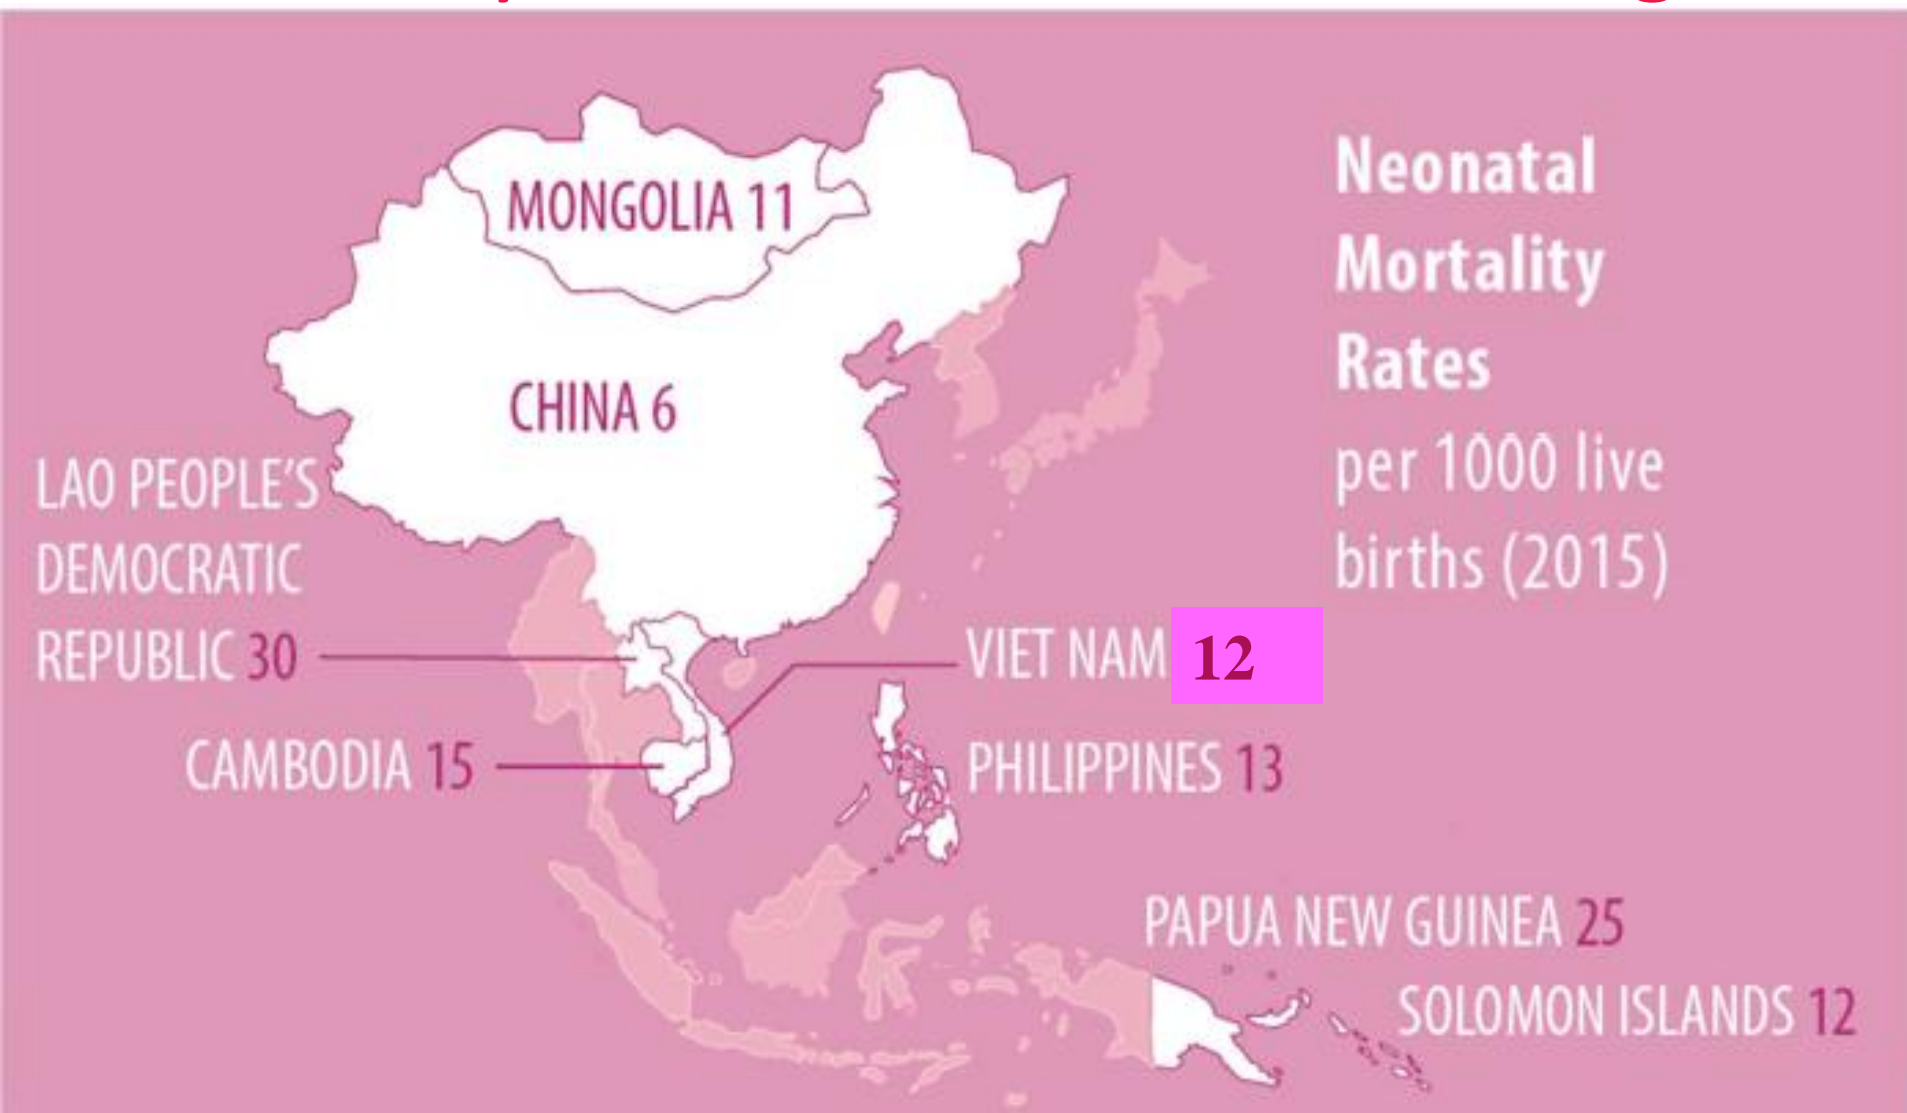 MONGOLIA 11
CHINA 6
Neonatal
Mortality
Rates
per 1000 live
births (2015)
LAO PEOPLE'S
DEMOCRATIC
REPUBLIC 30
CAMBODIA 15
VIET NAM 12
PHILIPPINES 13
PAPUA NEW GUINEA 25
SOLOMON ISLANDS 12